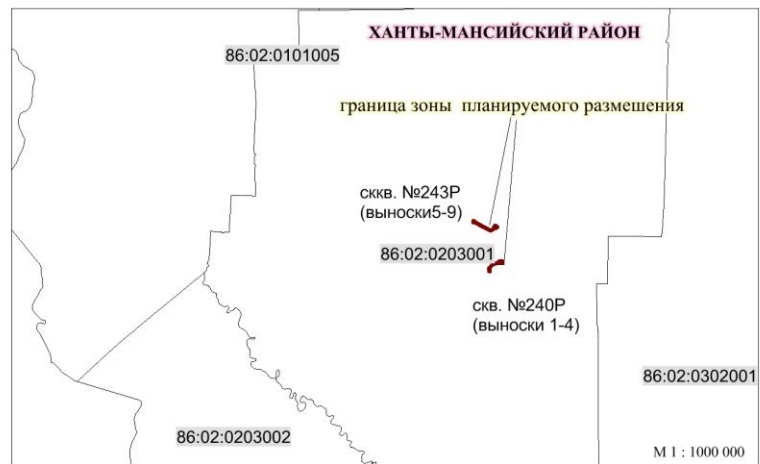 ХАНТЫ-МАНСИЙСКИЙ РАЙОН
86:02:0101005
граница зоны планируемого размешения
сккв. №243Р
(выноски5-9)
86:02:0203001
скв. №240Р
(выноски 1-4)
86:02:0302001
86:02:0203002
М 1 : 1000 000